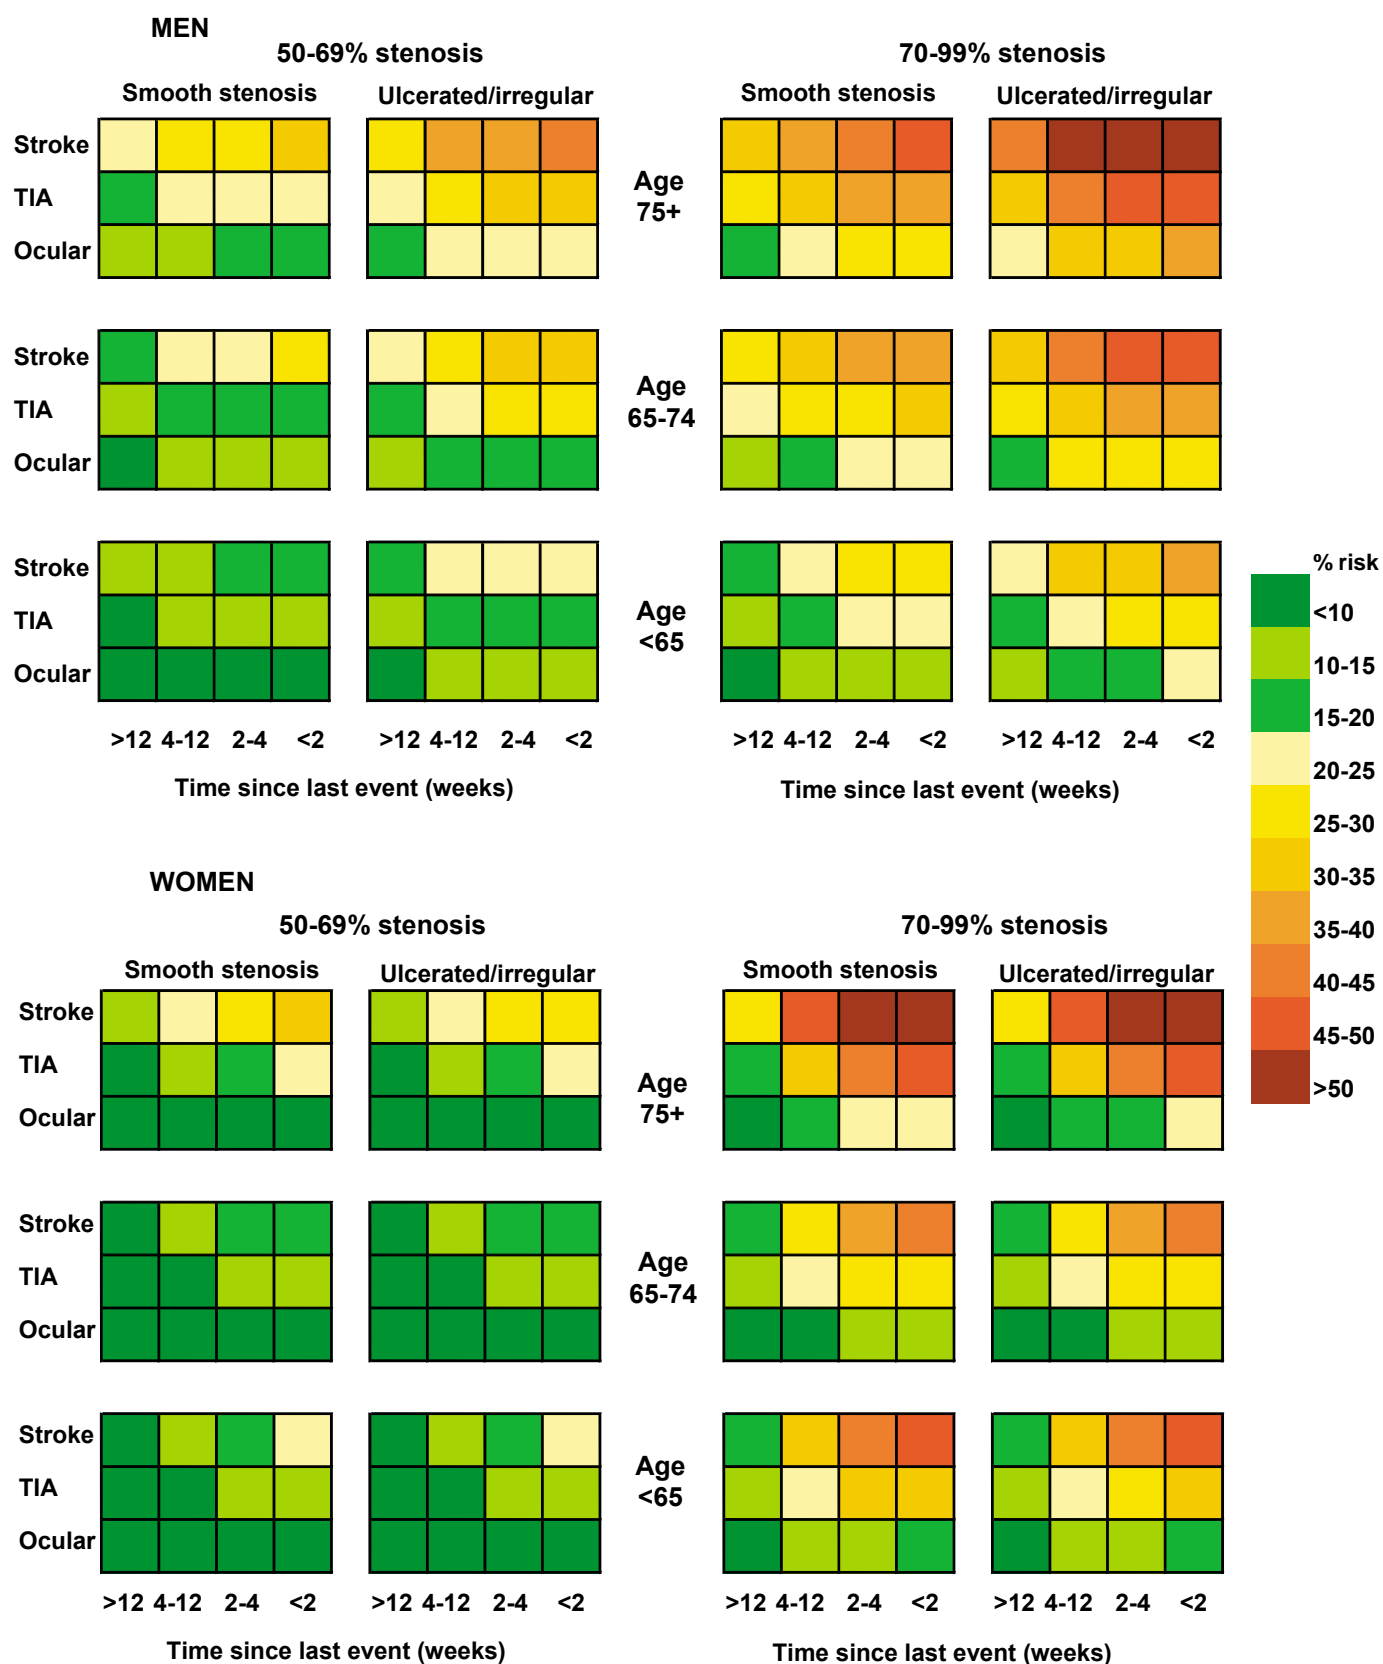 MEN
50-69% stenosis
70-99% stenosis
Smooth stenosis
Ulcerated/irregular
Smooth stenosis
Ulcerated/irregular
Stroke
TIA
Ocular
Age
75+
Stroke
TIA
Ocular
Age
65-74
Stroke
TIA
Ocular
Age
<65
>12 4-12 2-4 <2
>12 4-12 2-4 <2
>12 4-12 2-4 <2
>12 4-12 2-4 <2
Time since last event (weeks)
Time since last event (weeks)
% risk
<10
10-15
15-20
20-25
25-30
30-35
35-40
40-45
45-50
>50
WOMEN
50-69% stenosis
70-99% stenosis
Smooth stenosis
Ulcerated/irregular
Smooth stenosis
Ulcerated/irregular
Stroke
TIA
Ocular
Age
75+
Stroke
TIA
Ocular
Age
65-74
Stroke
TIA
Ocular
Age
<65
>12 4-12 2-4 <2
>12 4-12 2-4 <2
>12 4-12 2-4 <2
>12 4-12 2-4 <2
Time since last event (weeks)
Time since last event (weeks)